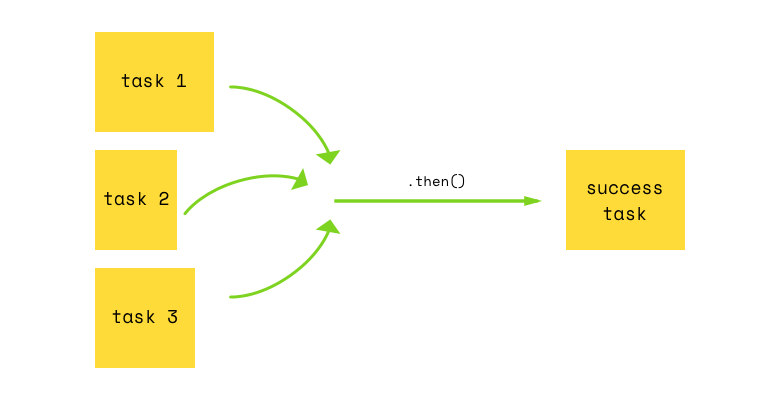 task 1
task 2
task 3
.then()
success
task